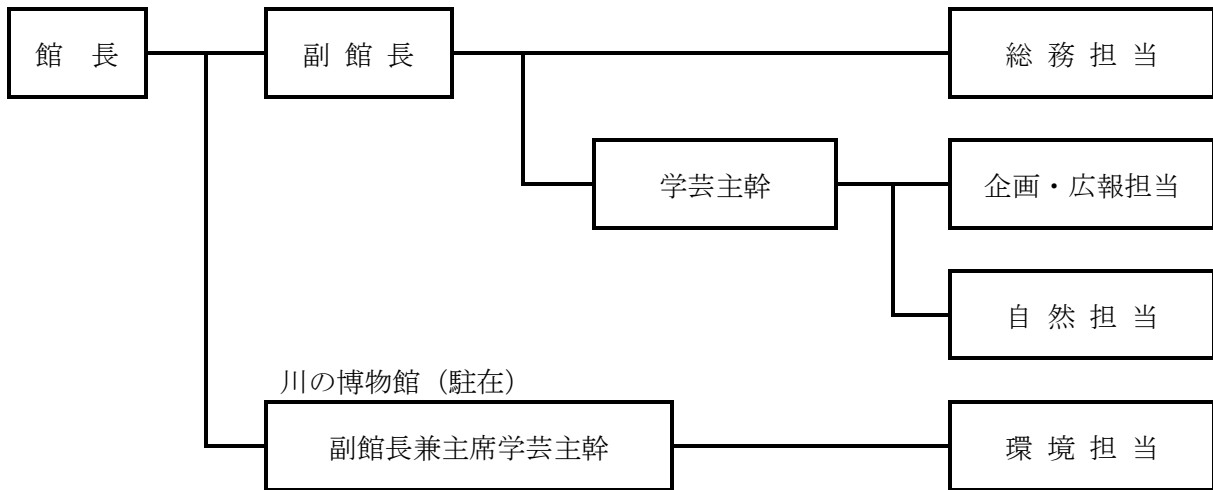 館　長
副 館 長
総 務 担 当
学芸主幹
企画・広報担当
自 然 担 当
川の博物館（駐在）
副館長兼主席学芸主幹
環 境 担 当